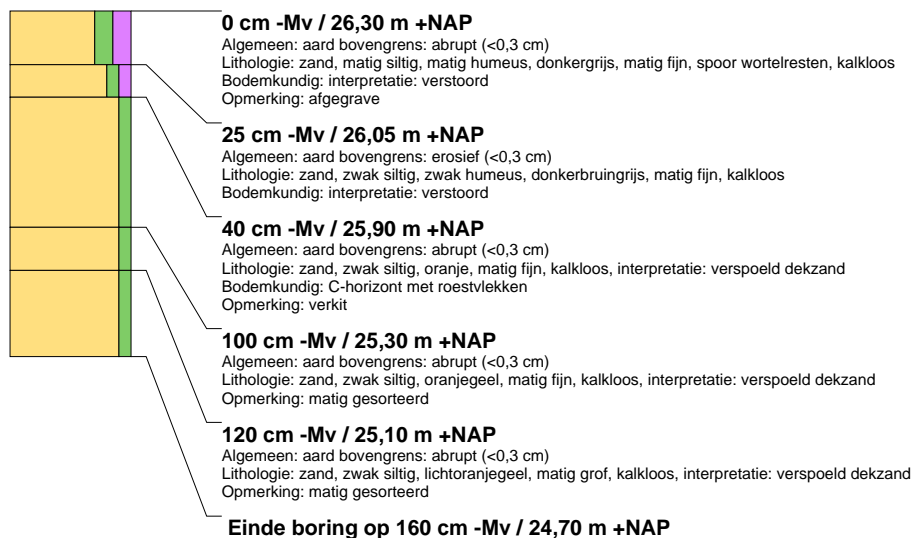 0 cm -Mv / 26,30 m +NAP
Algemeen: aard bovengrens: abrupt (<0,3 cm)
Lithologie: zand, matig siltig, matig humeus, donkergrijs, matig fijn, spoor wortelresten, kalkloos
Bodemkundig: interpretatie: verstoord
Opmerking: afgegrave
25 cm -Mv / 26,05 m +NAP
Algemeen: aard bovengrens: erosief (<0,3 cm)
Lithologie: zand, zwak siltig, zwak humeus, donkerbruingrijs, matig fijn, kalkloos
Bodemkundig: interpretatie: verstoord
40 cm -Mv / 25,90 m +NAP
Algemeen: aard bovengrens: abrupt (<0,3 cm)
Lithologie: zand, zwak siltig, oranje, matig fijn, kalkloos, interpretatie: verspoeld dekzand
Bodemkundig: C-horizont met roestvlekken
Opmerking: verkit
100 cm -Mv / 25,30 m +NAP
Algemeen: aard bovengrens: abrupt (<0,3 cm)
Lithologie: zand, zwak siltig, oranjegeel, matig fijn, kalkloos, interpretatie: verspoeld dekzand
Opmerking: matig gesorteerd
120 cm -Mv / 25,10 m +NAP
Algemeen: aard bovengrens: abrupt (<0,3 cm)
Lithologie: zand, zwak siltig, lichtoranjegeel, matig grof, kalkloos, interpretatie: verspoeld dekzand
Opmerking: matig gesorteerd
Einde boring op 160 cm -Mv / 24,70 m +NAP